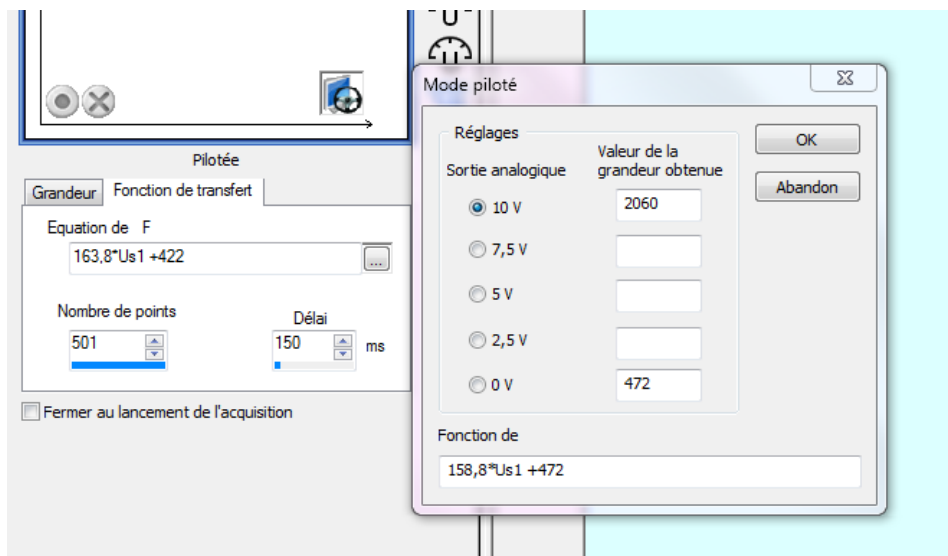 Pilotée
Grandeur Fonction de transfert
Equation de F
163,8*Us1 +422
...
Nombre de points
Délai
501
150
ms
Fermer au lancement de l'acquisition
Mode piloté
Réglages
Sortie analogique
Valeur de la
grandeur obtenue
10 V
2060
7,5 V
5 V
2,5 V
0 V
472
OK
Abandon
Fonction de
158,8*Us1 +472